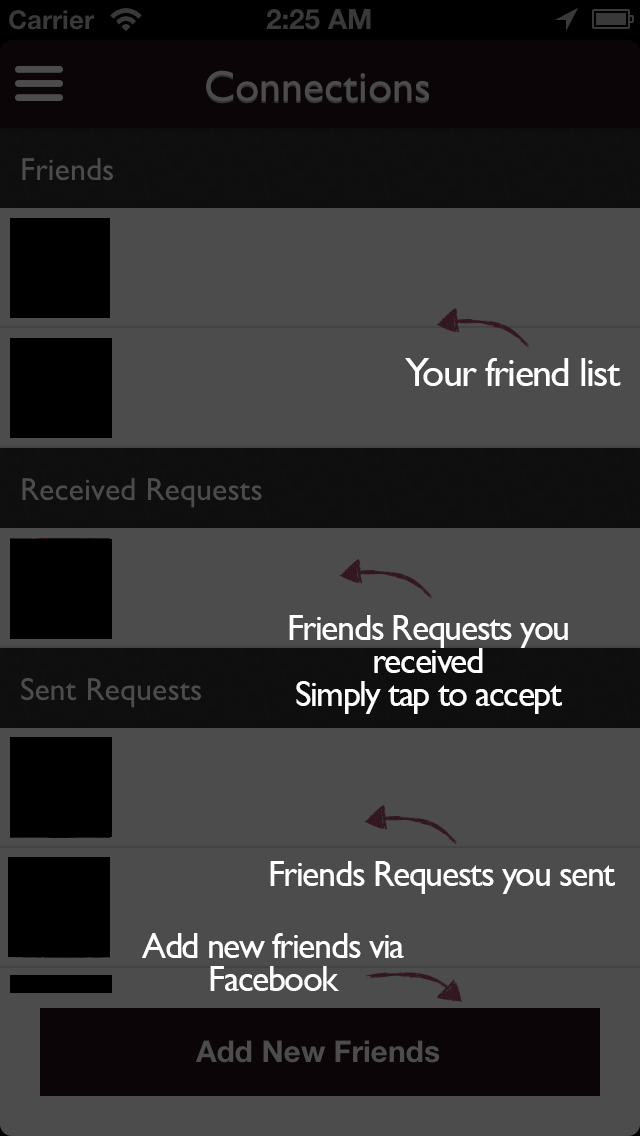 Carrier 2:25 AM
Connections
Friends
Your friend list
Received Requests
Friends Requests you
received
Simply tap to accept
Sent Requests
Friends Requests you sent
Add new friends via
Facebook
Add New Friends